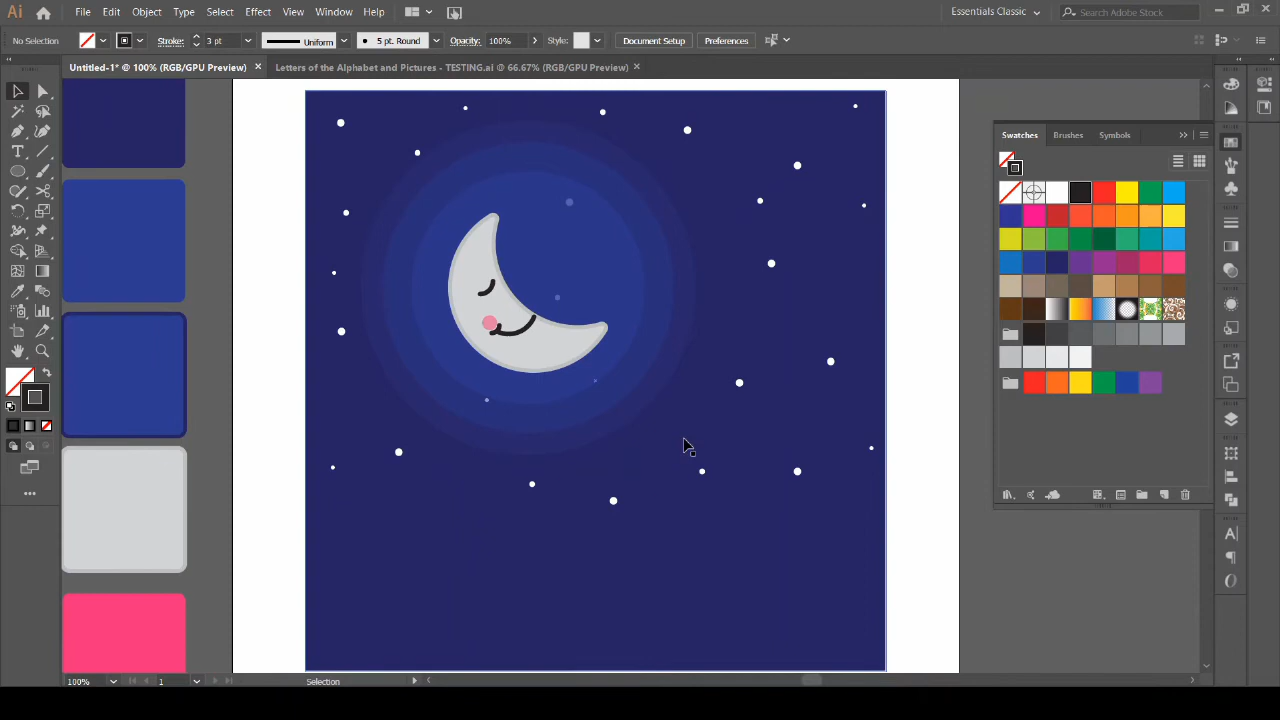 Ai File Edit Object Type Select Effect View Window Help Essentials Classic Search Adobe Stock
No Selection Stroke: 3 pt Uniform 5 pt. Round Opacity: 100% Style: Document Setup Preferences
Untitled-1* @ 100% (RGB/GPU Preview) Letters of the Alphabet and Pictures - TESTING.ai @ 66.67% (RGB/GPU Preview)
Swatches Brushes Symbols
100% 1 Selection